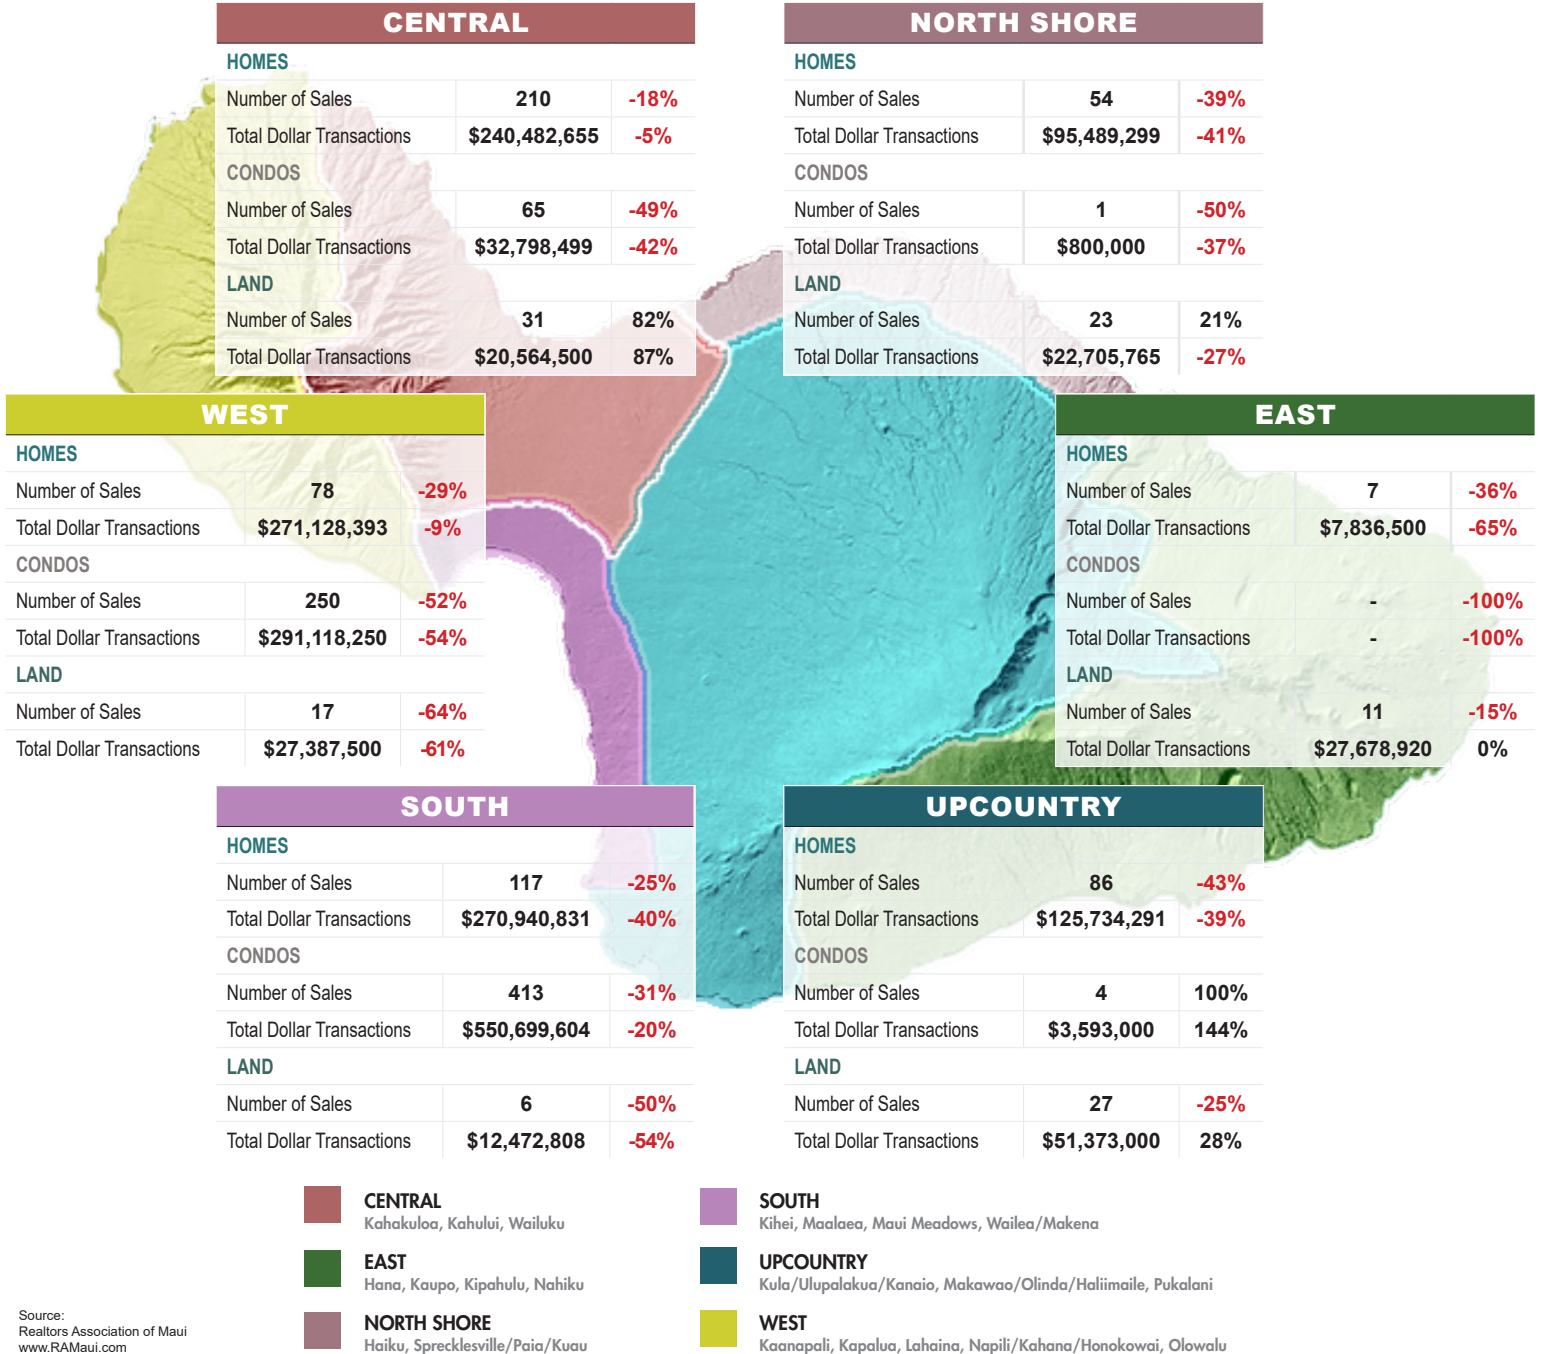 CENTRAL
HOMES
Number of Sales 210 -18%
Total Dollar Transactions $240,482,655 -5%
CONDOS
Number of Sales 65 -49%
Total Dollar Transactions $32,798,499 -42%
LAND
Number of Sales 31 82%
Total Dollar Transactions $20,564,500 87%
NORTH SHORE
HOMES
Number of Sales 54 -39%
Total Dollar Transactions $95,489,299 -41%
CONDOS
Number of Sales 1 -50%
Total Dollar Transactions $800,000 -37%
LAND
Number of Sales 23 21%
Total Dollar Transactions $22,705,765 -27%
WEST
HOMES
Number of Sales 78 -29%
Total Dollar Transactions $271,128,393 -9%
CONDOS
Number of Sales 250 -52%
Total Dollar Transactions $291,118,250 -54%
LAND
Number of Sales 17 -64%
Total Dollar Transactions $27,387,500 -61%
EAST
HOMES
Number of Sales 7 -36%
Total Dollar Transactions $7,836,500 -65%
CONDOS
Number of Sales - -100%
Total Dollar Transactions - -100%
LAND
Number of Sales 11 -15%
Total Dollar Transactions $27,678,920 0%
SOUTH
HOMES
Number of Sales 117 -25%
Total Dollar Transactions $270,940,831 -40%
CONDOS
Number of Sales 413 -31%
Total Dollar Transactions $550,699,604 -20%
LAND
Number of Sales 6 -50%
Total Dollar Transactions $12,472,808 -54%
UPCOUNTRY
HOMES
Number of Sales 86 -43%
Total Dollar Transactions $125,734,291 -39%
CONDOS
Number of Sales 4 100%
Total Dollar Transactions $3,593,000 144%
LAND
Number of Sales 27 -25%
Total Dollar Transactions $51,373,000 28%
CENTRAL
Kahakuloa, Kahului, Wailuku
EAST
Hana, Kaupo, Kipahulu, Nahiku
NORTH SHORE
Haiku, Sprecklesville/Paia/Kuau
SOUTH
Kihei, Maalaea, Maui Meadows, Wailea/Makena
UPCOUNTRY
Kula/Ulupalakua/Kanaio, Makawao/Olinda/Haliimaile, Pukalani
WEST
Kaanapali, Kapalua, Lahaina, Napili/Kahana/Honokowai, Olowalu
Source:
Realtors Association of Maui
www.RAMaui.com